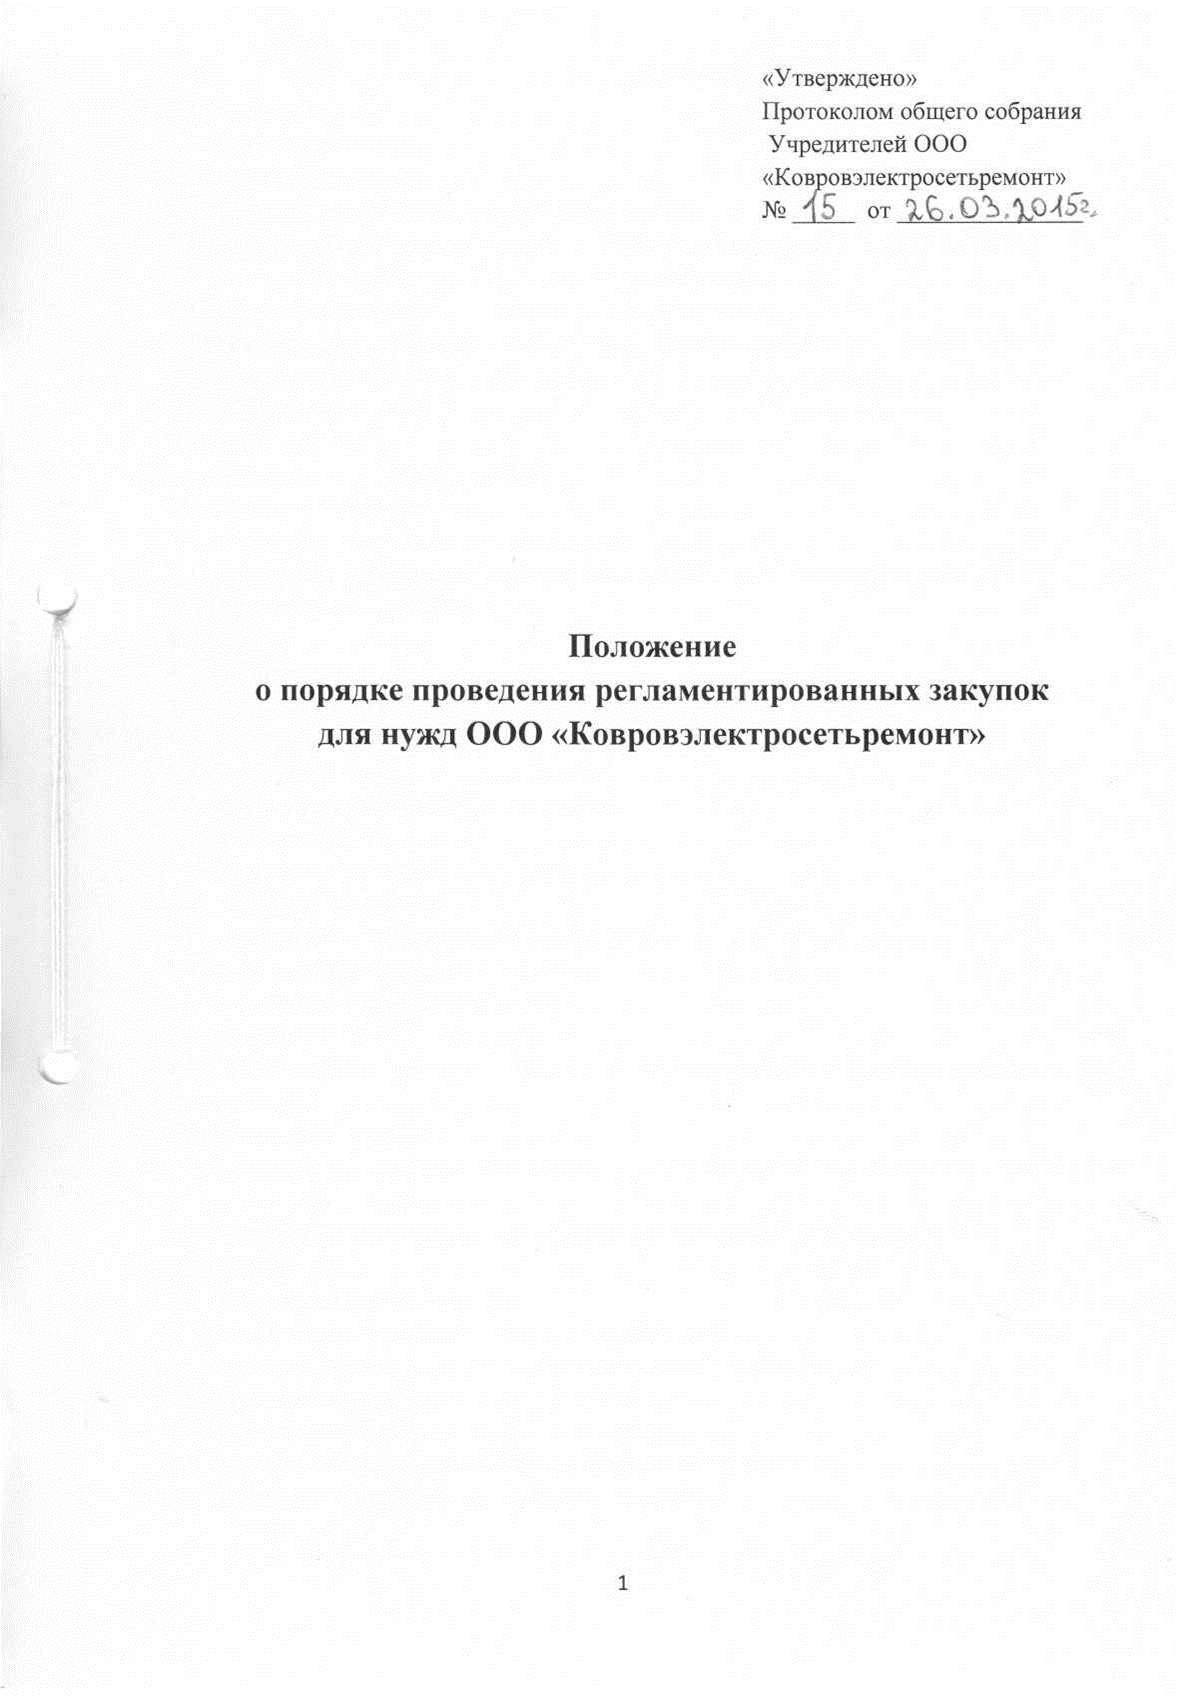 «Утверждено»
Протоколом общего собрания
Учредителей ООО
«Ковровэлектросетьремонт»
№ 15 от 26.03.2015г.
Положение
о порядке проведения регламентированных закупок
для нужд ООО «Ковровэлектросетьремонт»
1